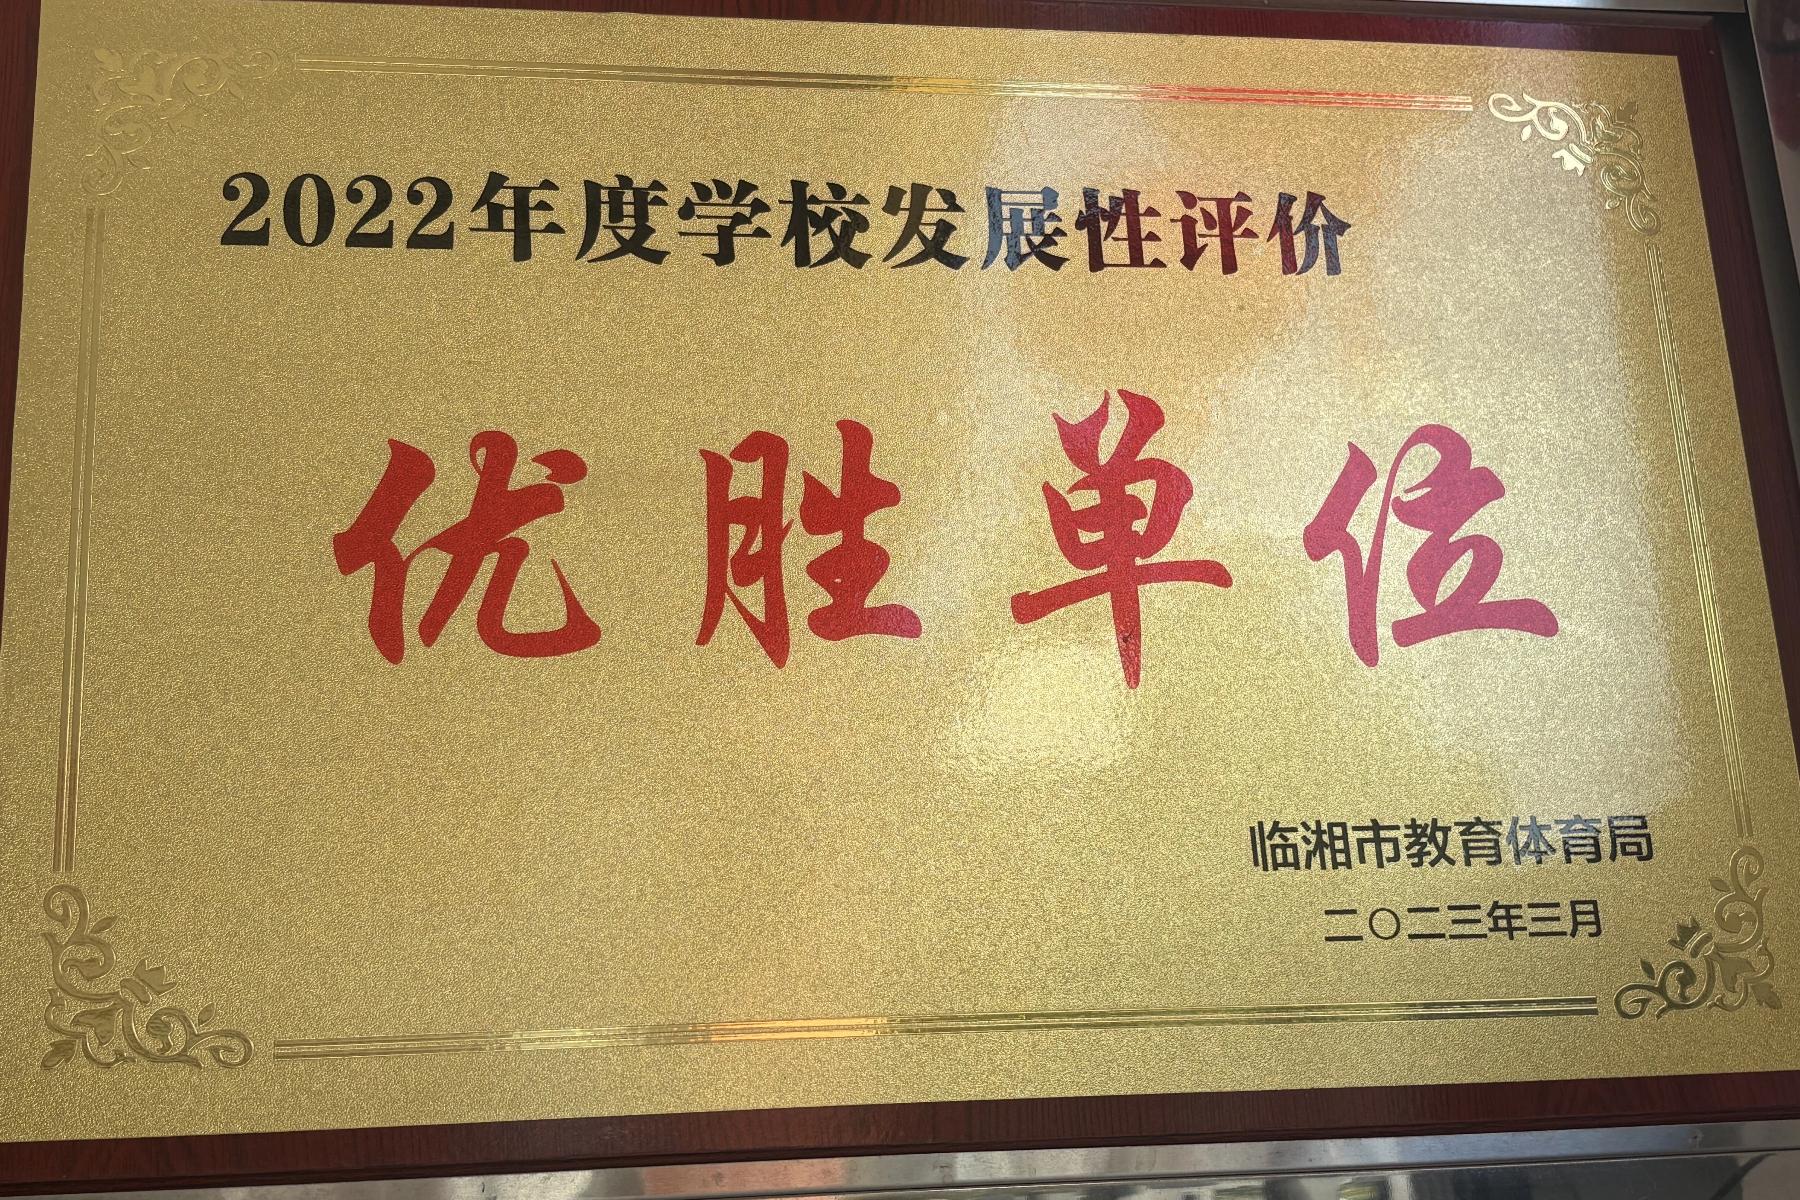 2022年度学校发展性评价
优胜单位
临湘市教育体育局
二〇二三年三月